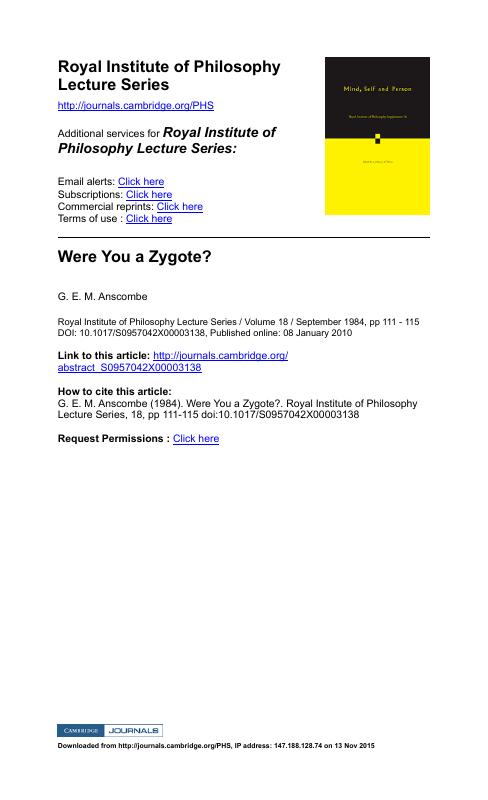 Royal Institute of Philosophy
Lecture Series
http://journals.cambridge.org/PHS
Additional services for Royal Institute of
Philosophy Lecture Series:
Email alerts: Click here
Subscriptions: Click here
Commercial reprints: Click here
Terms of use : Click here
Mind, Self and Person
Were You a Zygote?
G. E. M. Anscombe
Royal Institute of Philosophy Lecture Series / Volume 18 / September 1984, pp 111 - 115
DOI: 10.1017/S0957042X00003138, Published online: 08 January 2010
Link to this article: http://journals.cambridge.org/
abstract_S0957042X00003138
How to cite this article:
G. E. M. Anscombe (1984). Were You a Zygote?. Royal Institute of Philosophy
Lecture Series, 18, pp 111-115 doi:10.1017/S0957042X00003138
Request Permissions : Click here
CAMBRIDGE JOURNALS
Downloaded from http://journals.cambridge.org/PHS, IP address: 147.188.128.74 on 13 Nov 2015